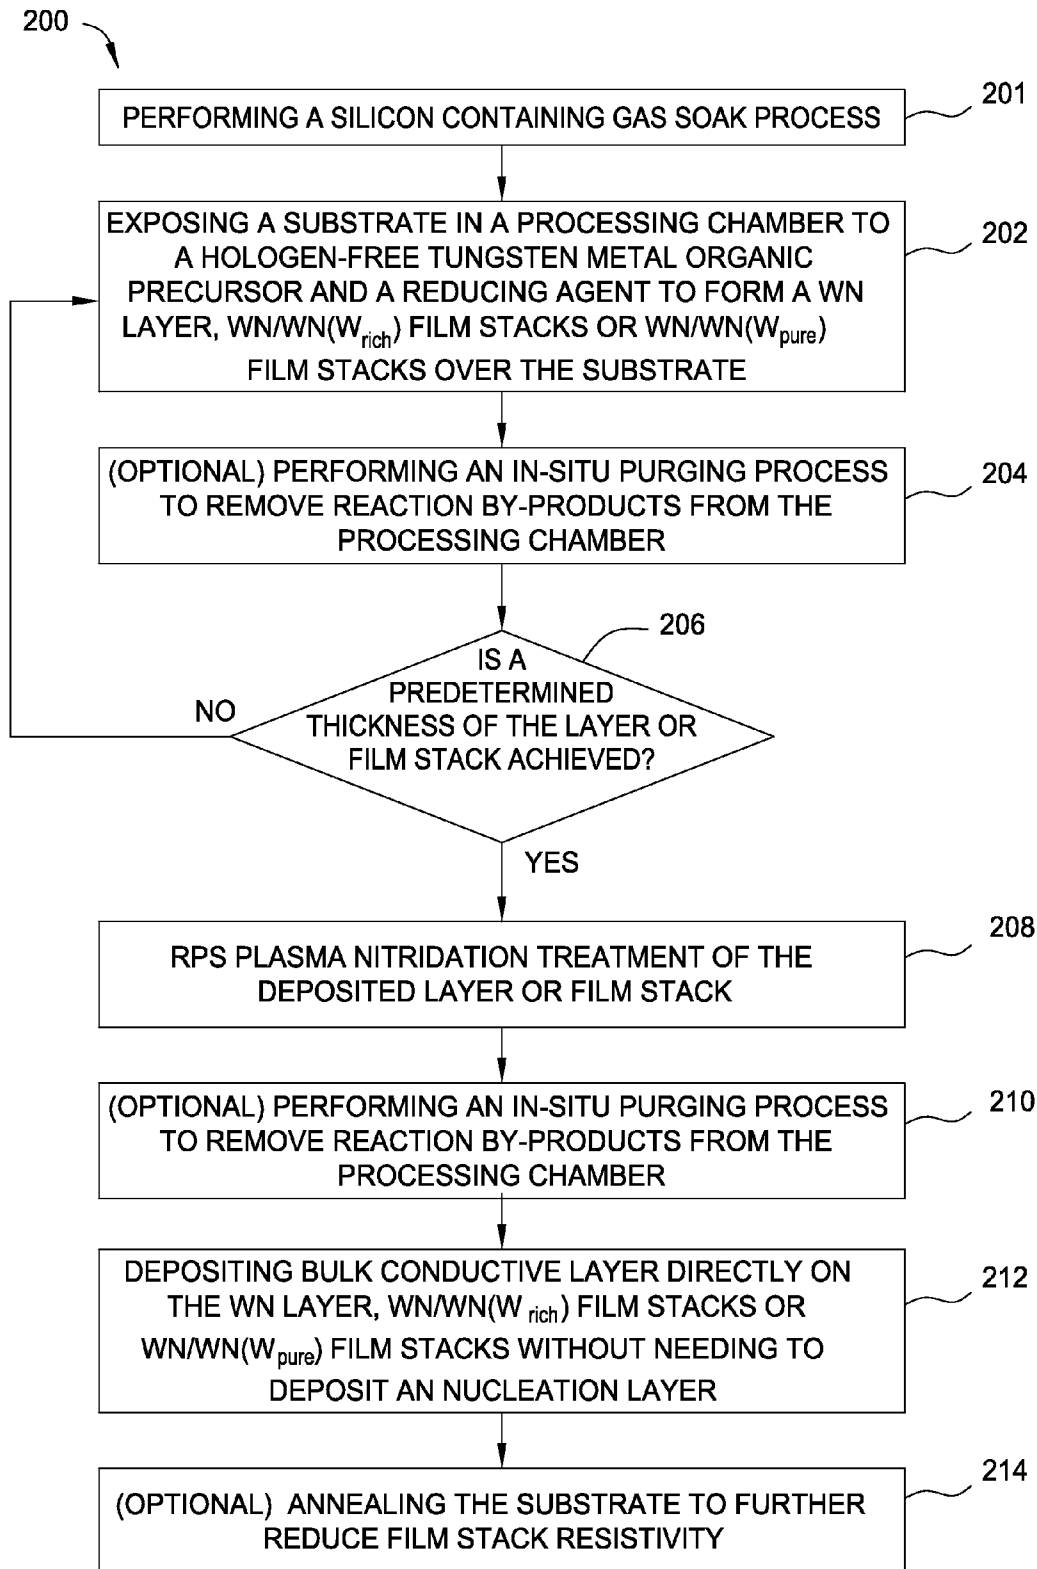 200
PERFORMING A SILICON CONTAINING GAS SOAK PROCESS
201
EXPOSING A SUBSTRATE IN A PROCESSING CHAMBER TO
A HOLOGEN-FREE TUNGSTEN METAL ORGANIC
PRECURSOR AND A REDUCING AGENT TO FORM A WN
LAYER, WN/WN(Wrich) FILM STACKS OR WN/WN(Wpure)
FILM STACKS OVER THE SUBSTRATE
202
(OPTIONAL) PERFORMING AN IN-SITU PURGING PROCESS
TO REMOVE REACTION BY-PRODUCTS FROM THE
PROCESSING CHAMBER
204
206
IS A
PREDETERMINED
THICKNESS OF THE LAYER OR
FILM STACK ACHIEVED?
NO
YES
RPS PLASMA NITRIDATION TREATMENT OF THE
DEPOSITED LAYER OR FILM STACK
208
(OPTIONAL) PERFORMING AN IN-SITU PURGING PROCESS
TO REMOVE REACTION BY-PRODUCTS FROM THE
PROCESSING CHAMBER
210
DEPOSITING BULK CONDUCTIVE LAYER DIRECTLY ON
THE WN LAYER, WN/WN(W rich) FILM STACKS OR
WN/WN(Wpure) FILM STACKS WITHOUT NEEDING TO
DEPOSIT AN NUCLEATION LAYER
212
(OPTIONAL) ANNEALING THE SUBSTRATE TO FURTHER
REDUCE FILM STACK RESISTIVITY
214